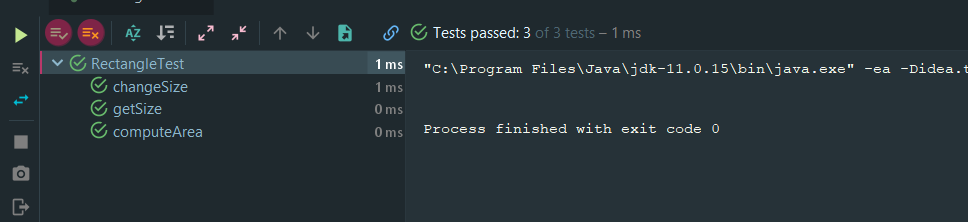 Tests passed: 3 of 3 tests – 1 ms
RectangleTest 1 ms
changeSize 1 ms
getSize 0 ms
computeArea 0 ms
"C:\Program Files\Java\jdk-11.0.15\bin\java.exe" -ea -Didea.t
Process finished with exit code 0